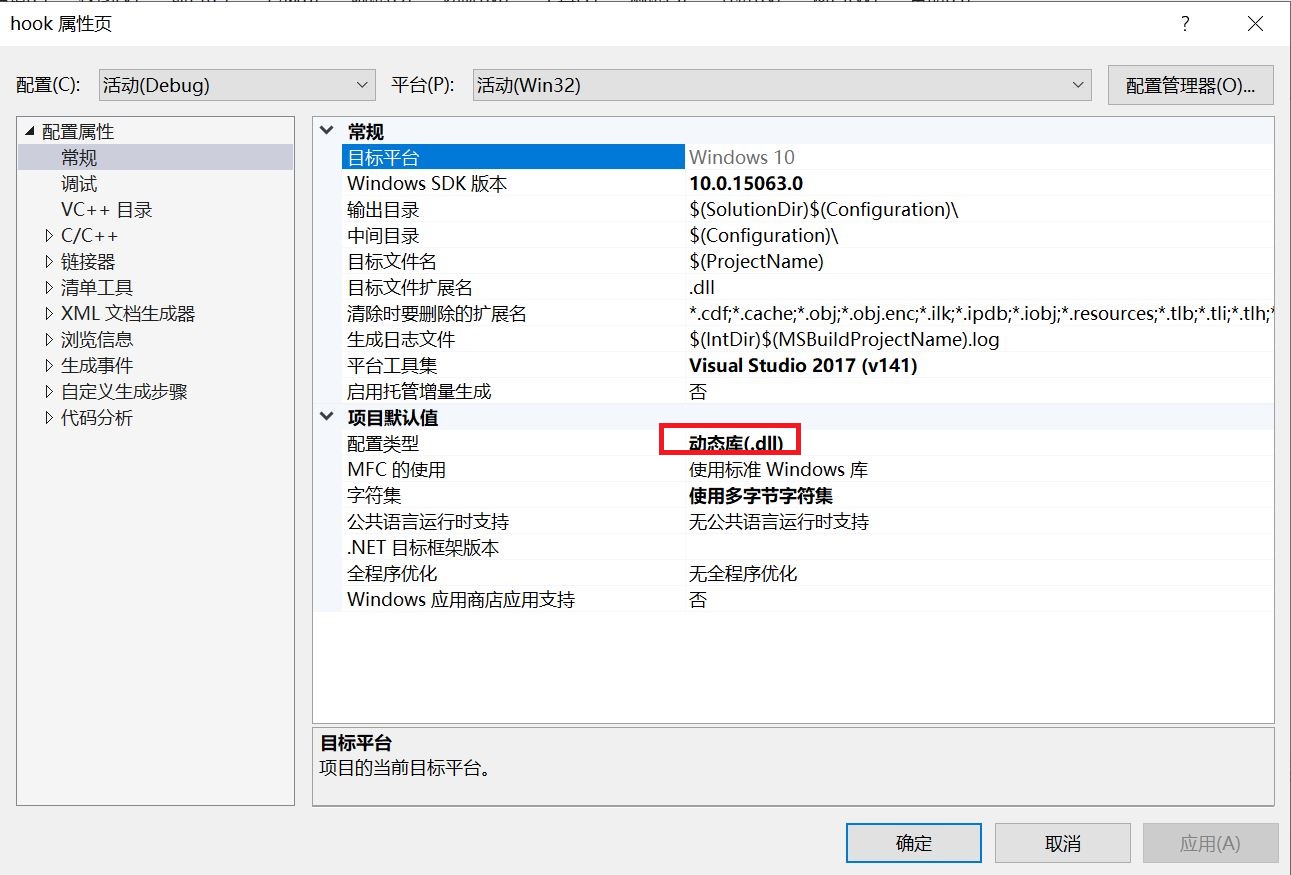 hook 属性页
?
配置(C): 活动(Debug) 平台(P): 活动(Win32) 配置管理器(O)...
配置属性
常规
调试
VC++ 目录
C/C++
链接器
清单工具
XML 文档生成器
浏览信息
生成事件
自定义生成步骤
代码分析
常规
目标平台 Windows 10
Windows SDK 版本 10.0.15063.0
输出目录 $(SolutionDir)$(Configuration)\
中间目录 $(Configuration)\
目标文件名 $(ProjectName)
目标文件扩展名 .dll
清除时要删除的扩展名 *.cdf;*.cache;*.obj;*.obj.enc;*.ilk;*.ipdb;*.iobj;*.resources;*.tlb;*.tli;*.tlh;*
生成日志文件 $(IntDir)$(MSBuildProjectName).log
平台工具集 Visual Studio 2017 (v141)
启用托管增量生成 否
项目默认值
配置类型 动态库(.dll)
MFC 的使用 使用标准 Windows 库
字符集 使用多字节字符集
公共语言运行时支持 无公共语言运行时支持
.NET 目标框架版本
全程序优化 无全程序优化
Windows 应用商店应用支持 否
目标平台
项目的当前目标平台。
确定 取消 应用(A)